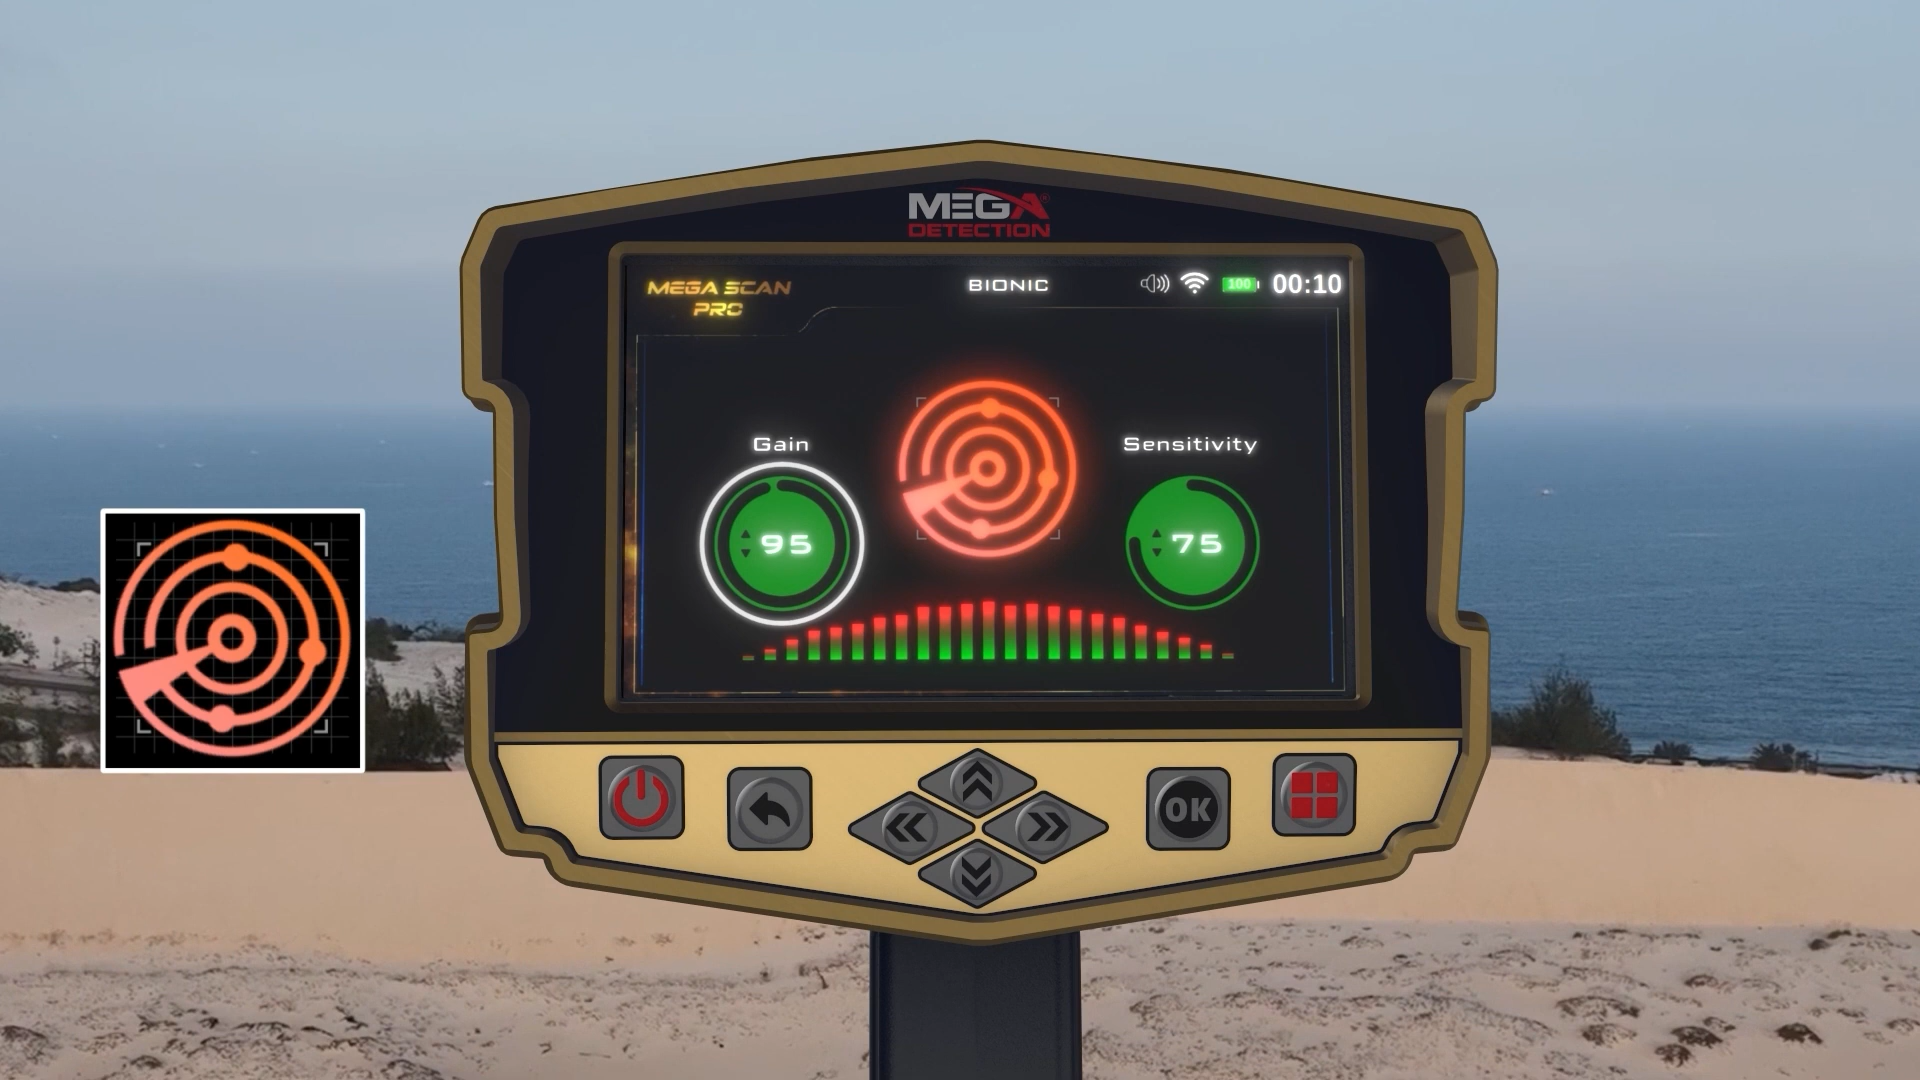 MEGA
DETECTION
MEGA SCAN
PRO
BIONIC
100
00:10
Gain
Sensitivity
95
75
OK